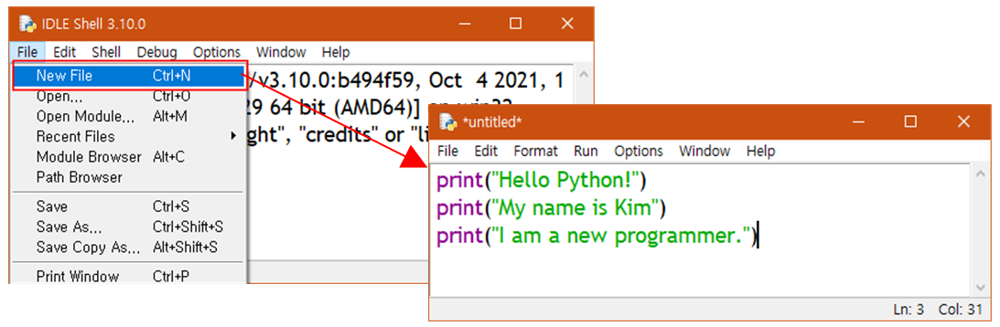 IDLE Shell 3.10.0
File Edit Shell Debug Options Window Help
New File Ctrl+N
/v3.10.0:b494f59, Oct 4 2021, 1
Open... Ctrl+O
29 64 bit (AMD64)] on win32
Open Module... Alt+M
Recent Files
ght", "credits" or "li
Module Browser Alt+C
Path Browser
Save Ctrl+S
Save As... Ctrl+Shift+S
Save Copy As... Alt+Shift+S
Print Window Ctrl+P
*untitled*
File Edit Format Run Options Window Help
print("Hello Python!")
print("My name is Kim")
print("I am a new programmer.")
Ln: 3 Col: 31